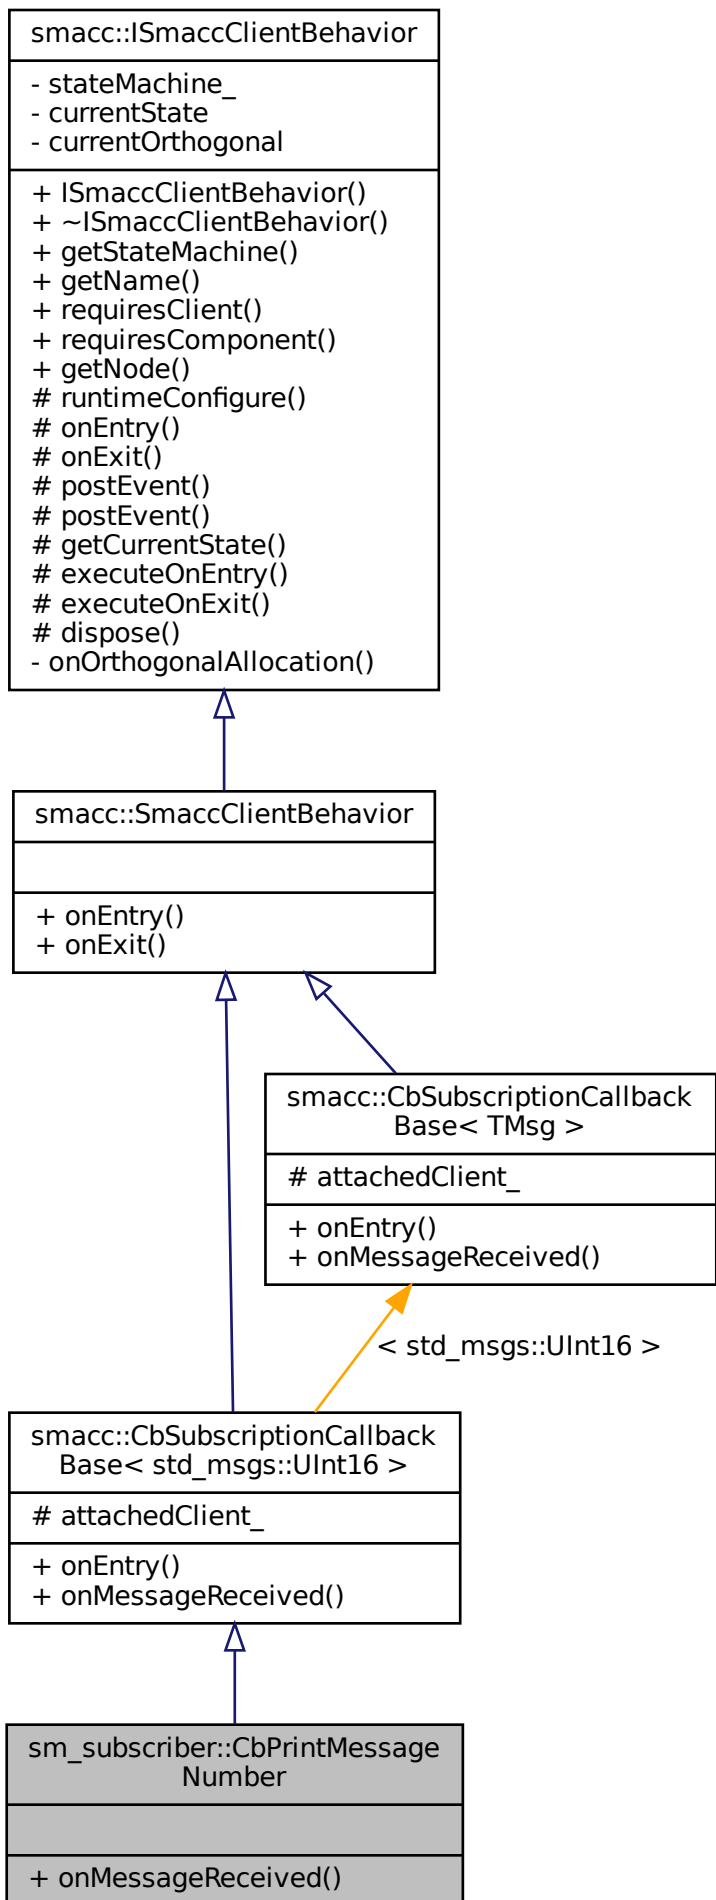 smacc::ISmaccClientBehavior
- stateMachine_
- currentState
- currentOrthogonal
+ ISmaccClientBehavior()
+ ~ISmaccClientBehavior()
+ getStateMachine()
+ getName()
+ requiresClient()
+ requiresComponent()
+ getNode()
# runtimeConfigure()
# onEntry()
# onExit()
# postEvent()
# postEvent()
# getCurrentState()
# executeOnEntry()
# executeOnExit()
# dispose()
- onOrthogonalAllocation()
smacc::SmaccClientBehavior
+ onEntry()
+ onExit()
smacc::CbSubscriptionCallback
Base< TMsg >
# attachedClient_
+ onEntry()
+ onMessageReceived()
< std_msgs::UInt16 >
smacc::CbSubscriptionCallback
Base< std_msgs::UInt16 >
# attachedClient_
+ onEntry()
+ onMessageReceived()
sm_subscriber::CbPrintMessage
Number
+ onMessageReceived()